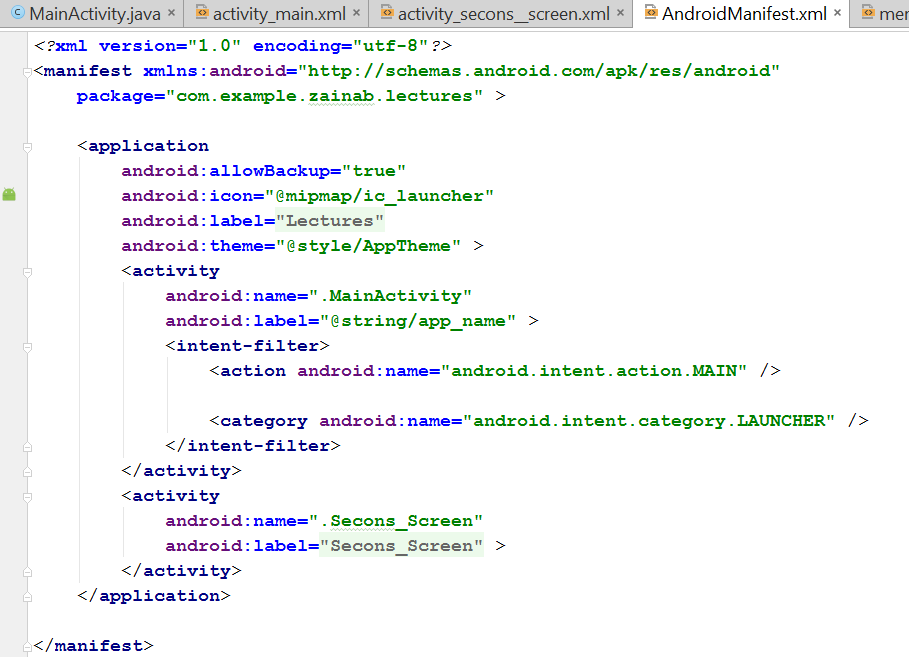 MainActivity.java × activity_main.xml × activity_secons__screen.xml × AndroidManifest.xml ×
<?xml version="1.0" encoding="utf-8"?>
<manifest xmlns:android="http://schemas.android.com/apk/res/android"
    package="com.example.zainab.lectures" >

    <application
        android:allowBackup="true"
        android:icon="@mipmap/ic_launcher"
        android:label="Lectures"
        android:theme="@style/AppTheme" >
        <activity
            android:name=".MainActivity"
            android:label="@string/app_name" >
            <intent-filter>
                <action android:name="android.intent.action.MAIN" />

                <category android:name="android.intent.category.LAUNCHER" />
            </intent-filter>
        </activity>
        <activity
            android:name=".Secons_Screen"
            android:label="Secons_Screen" >
        </activity>
    </application>

</manifest>